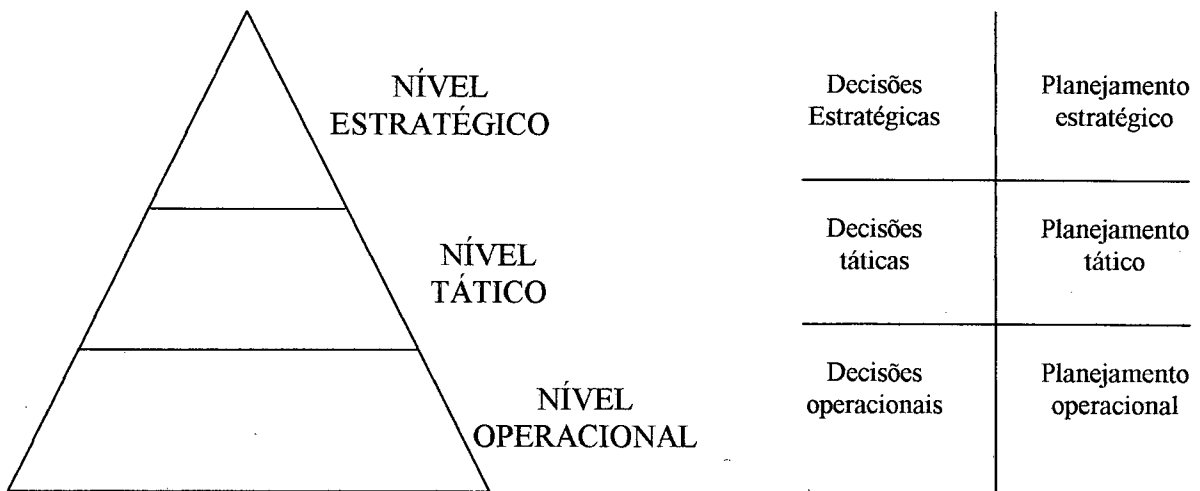 NÍVEL
ESTRATÉGICO
Decisões
Estratégicas
Planejamento
estratégico
NÍVEL
TÁTICO
Decisões
táticas
Planejamento
tático
NÍVEL
OPERACIONAL
Decisões
operacionais
Planejamento
operacional